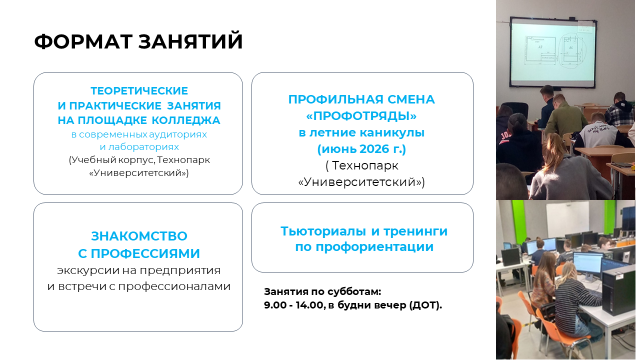 ФОРМАТ ЗАНЯТИЙ
ТЕОРЕТИЧЕСКИЕ
И ПРАКТИЧЕСКИЕ ЗАНЯТИЯ
НА ПЛОЩАДКЕ КОЛЛЕДЖА
в современных аудиториях
и лабораториях
(Учебный корпус, Технопарк
«Университетский»)
ПРОФИЛЬНАЯ СМЕНА
«ПРОФОТРЯДЫ»
в летние каникулы
(июнь 2026 г.)
( Технопарк
«Университетский»)
ЗНАКОМСТВО
С ПРОФЕССИЯМИ
экскурсии на предприятия
и встречи с профессионалами
Тьюториалы и тренинги
по профориентации
Занятия по субботам:
9.00 - 14.00, в будни вечер (ДОТ).